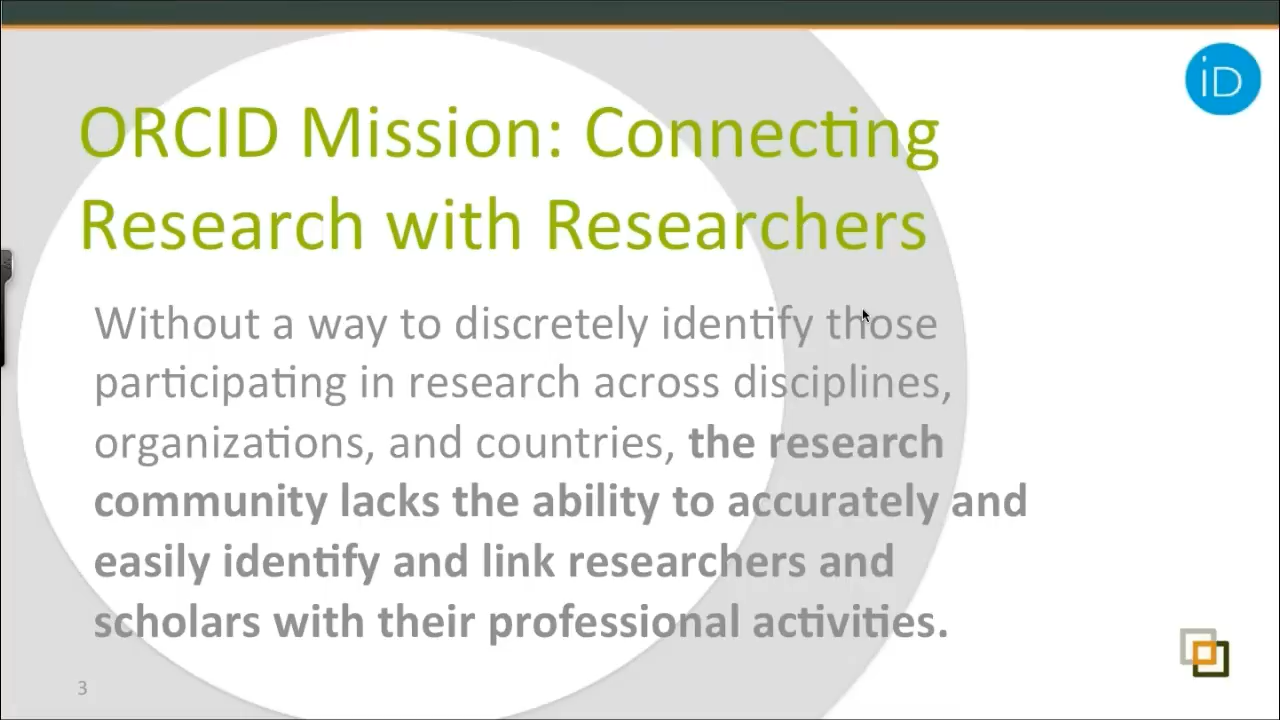 iD
ORCID Mission: Connecting
Research with Researchers
Without a way to discretely identify those
participating in research across disciplines,
organizations, and countries, the research
community lacks the ability to accurately and
easily identify and link researchers and
scholars with their professional activities.
3